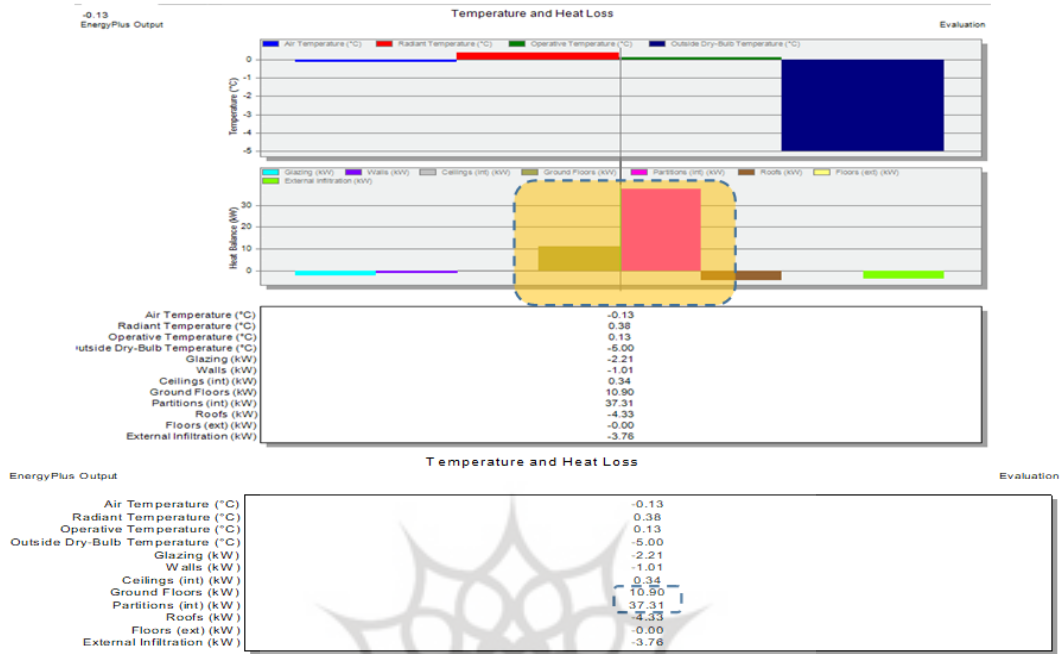 -0.13
Temperature and Heat Loss
EnergyPlus Output
Evaluation
Air Temperature (°C) Radiant Temperature (°C) Operative Temperature (°C) Outside Dry-Bulb Temperature (°C)
Temperature (°C)
0
-1
-2
-3
-4
-5
Glazing (kW) Walls (kW) Ceilings (int) (kW) Ground Floors (kW) Partitions (int) (kW) Roofs (kW) Floors (ext) (kW)
External Infiltration (kW)
Heat Balance (kW)
30
20
10
0
Air Temperature (°C) -0.13
Radiant Temperature (°C) 0.38
Operative Temperature (°C) 0.13
utside Dry-Bulb Temperature (°C) -5.00
Glazing (kW) -2.21
Walls (kW) -1.01
Ceilings (int) (kW) 0.34
Ground Floors (kW) 10.90
Partitions (int) (kW) 37.31
Roofs (kW) -4.33
Floors (ext) (kW) -0.00
External Infiltration (kW) -3.76
Temperature and Heat Loss
EnergyPlus Output
Evaluation
Air Temperature (°C) -0.13
Radiant Temperature (°C) 0.38
Operative Temperature (°C) 0.13
Outside Dry-Bulb Temperature (°C) -5.00
Glazing (kW) -2.21
Walls (kW) -1.01
Ceilings (int) (kW) 0.34
Ground Floors (kW) 10.90
Partitions (int) (kW) 37.31
Roofs (kW) -4.33
Floors (ext) (kW) -0.00
External Infiltration (kW) -3.76